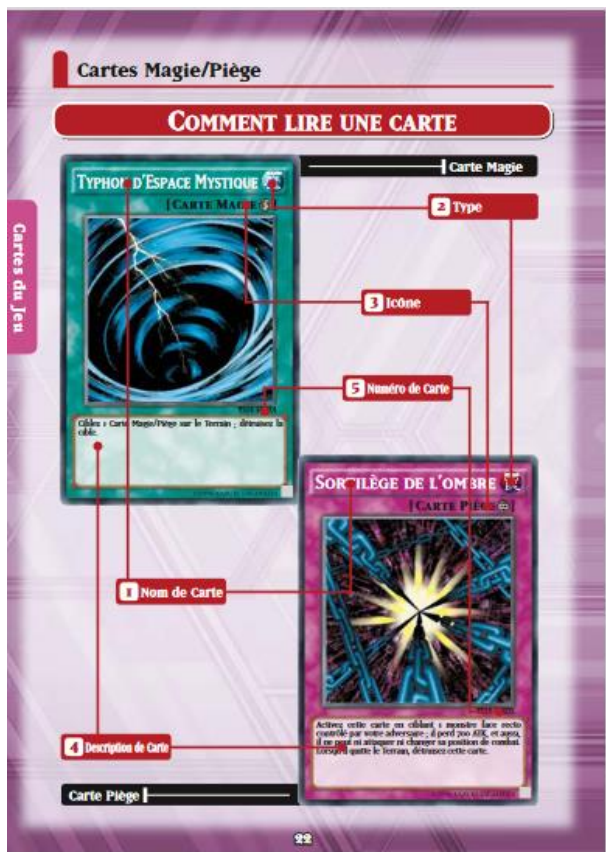 Cartes Magie/Piège
COMMENT LIRE UNE CARTE
Carte Magie
TYPHON D'ESPACE MYSTIQUE
[CARTE MAGIE]
2 Type
Cartes du Jeu
3 Icône
5 Numéro de Carte
Ciblez 1 Carte Magie/Piège sur le Terrain ; détruisez la
cible.
SORTILÈGE DE L'OMBRE
[CARTE PIÈGE]
1 Nom de Carte
Activez cette carte en ciblant 1 monstre face recto
contrôlé par votre adversaire ; il perd 700 ATK, et aussi,
il ne peut ni attaquer ni changer sa position de combat.
Lorsqu'il quitte le Terrain, détruisez cette carte.
4 Description de Carte
Carte Piège
22